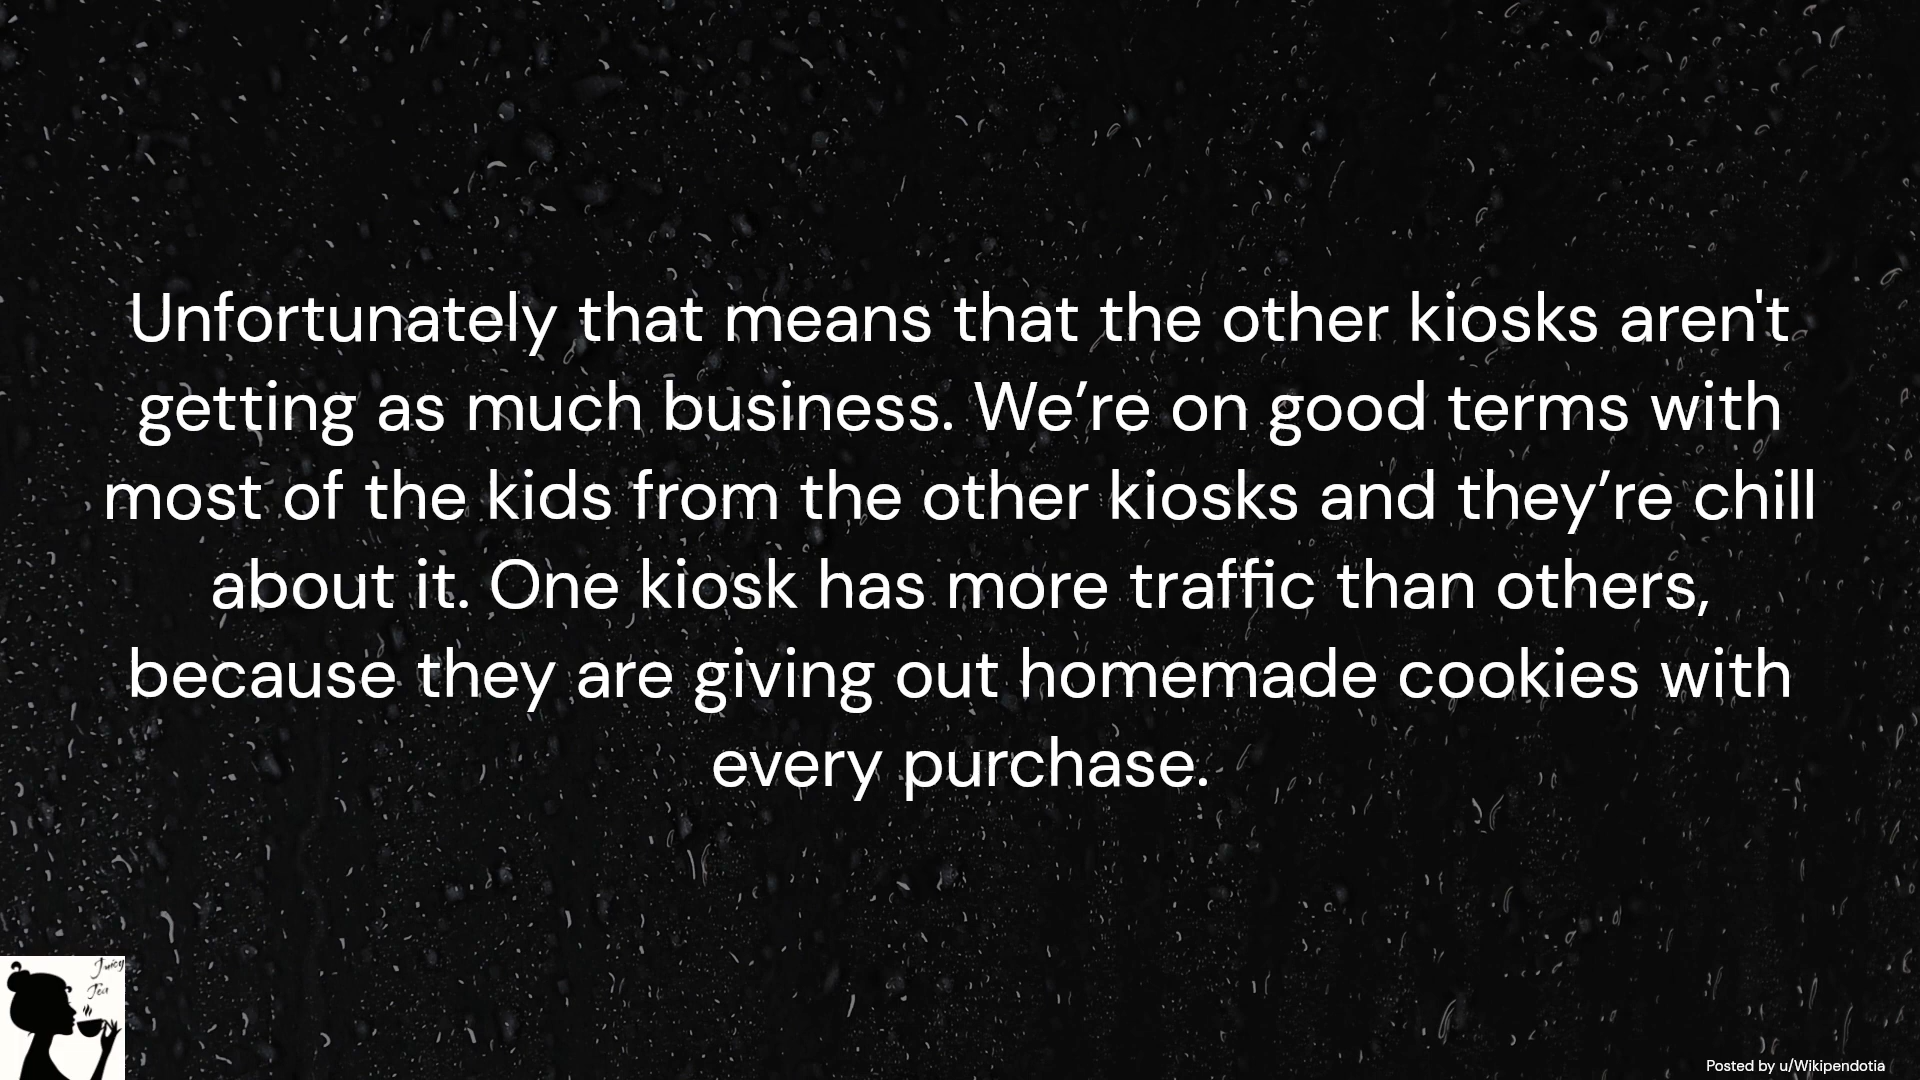 Unfortunately that means that the other kiosks aren't
getting as much business. We’re on good terms with
most of the kids from the other kiosks and they’re chill
about it. One kiosk has more traffic than others,
because they are giving out homemade cookies with
every purchase.
Juicy
Tea
Posted by u/Wikipendotia